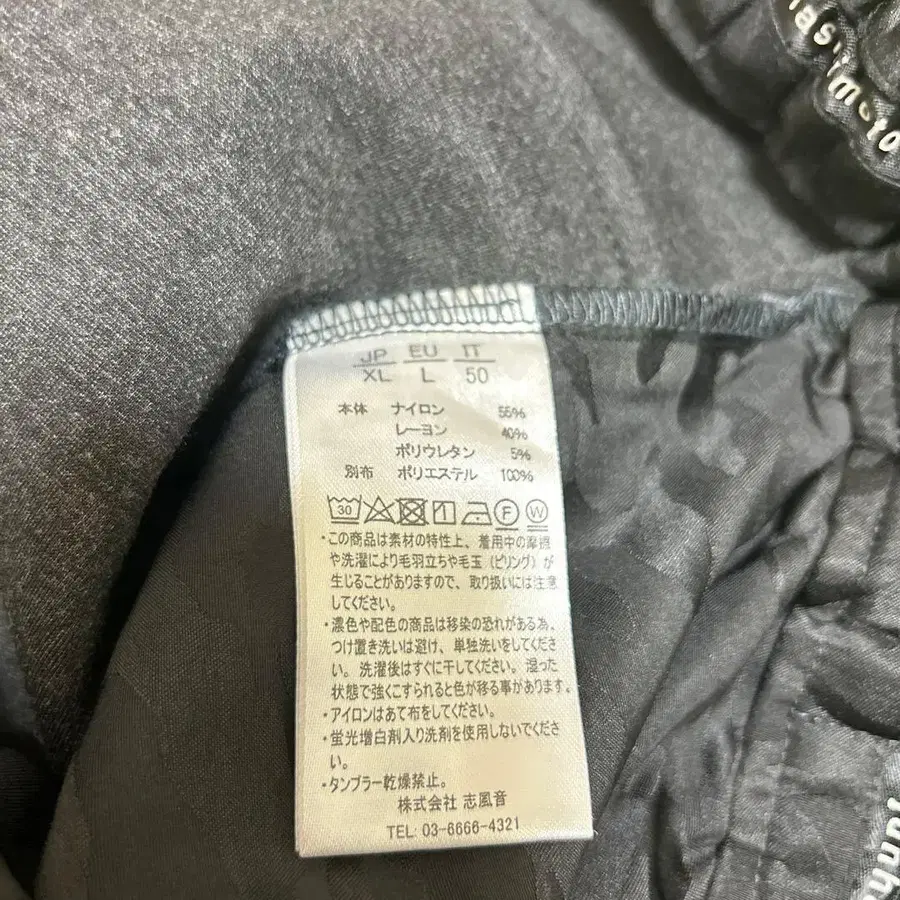 hashimoto
JP EU IT
XL L 50
本体 ナイロン 55%
レーヨン 40%
ポリウレタン 5%
別布 ポリエステル 100%
30 F W
・この商品は素材の特性上、着用中の摩擦
や洗濯により毛羽立ちや毛玉（ピリング）が
生じることがありますので、取り扱いには注意
してください。
・濃色や配色の商品は移染の恐れがある為、
つけ置き洗いは避け、単独洗いをしてくださ
い。洗濯後はすぐに干してください。湿った
状態で強くこすられると色が移る事があります。
・アイロンはあて布をしてください。
・蛍光増白剤入り洗剤を使用しないでくださ
い。
・タンブラー乾燥禁止。
株式会社 志風音
TEL: 03-6666-4321